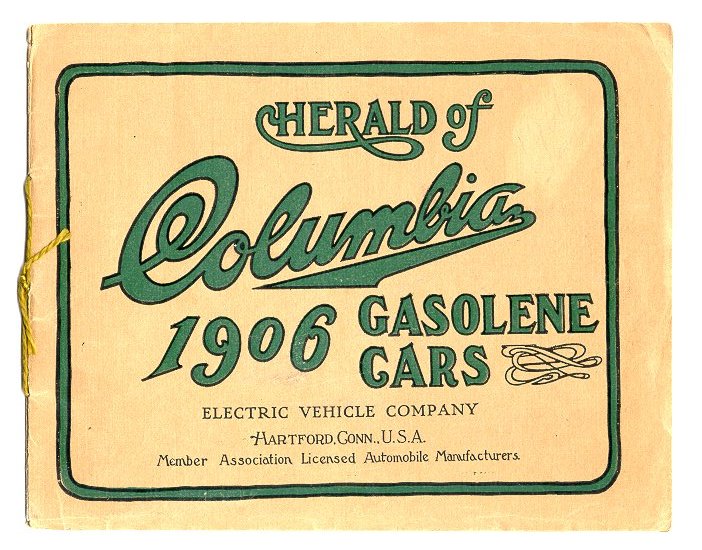 HERALD of
Columbia
1906 GASOLENE
CARS
ELECTRIC VEHICLE COMPANY
HARTFORD, CONN., U.S.A.
Member Association Licensed Automobile Manufacturers.